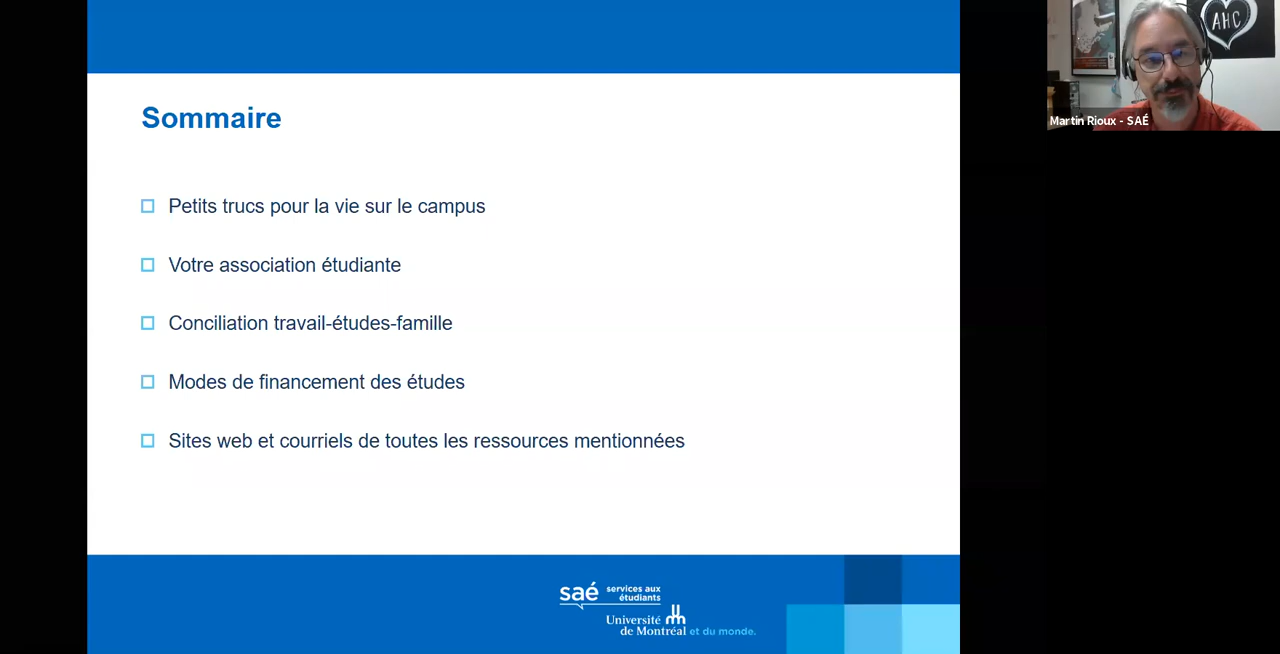 Sommaire
Petits trucs pour la vie sur le campus
Votre association étudiante
Conciliation travail-études-famille
Modes de financement des études
Sites web et courriels de toutes les ressources mentionnées
saé services aux
étudiants
Université
de Montréal et du monde.
AHC
Martin Rioux - SAÉ